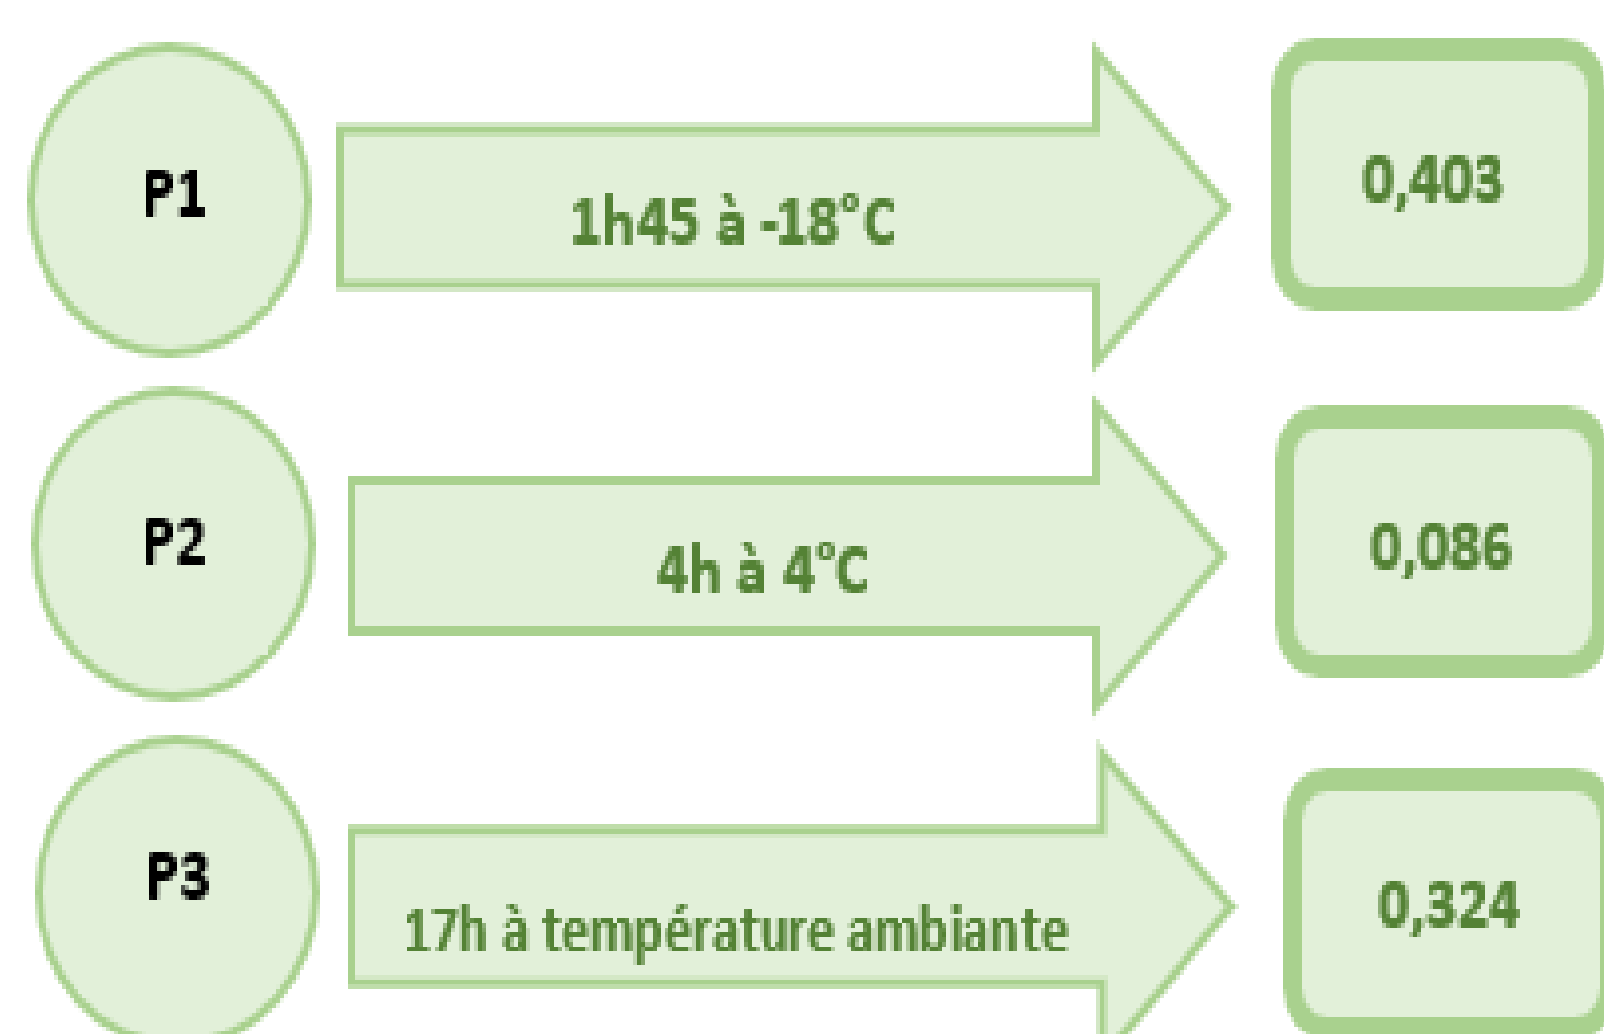 P1
1h45 à -18°C
0,403
P2
4h à 4°C
0,086
P3
17h à température ambiante
0,324